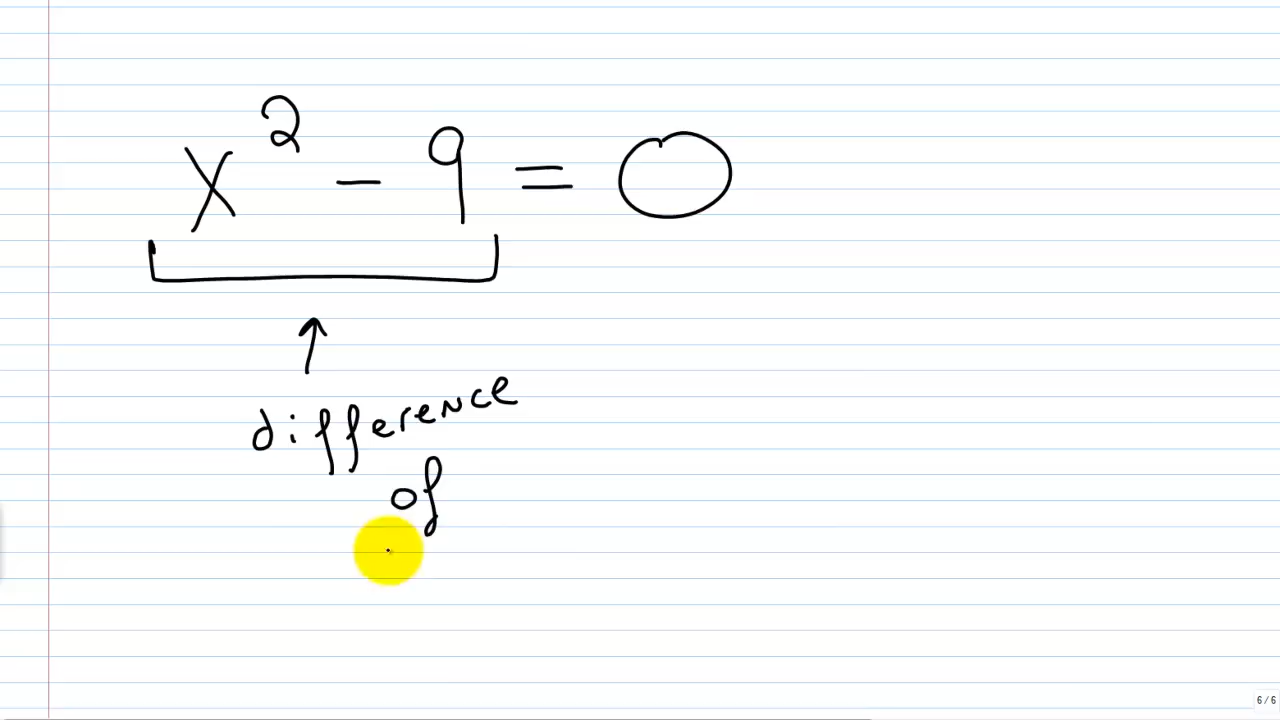 x² - 9 = 0
difference
of
6/6